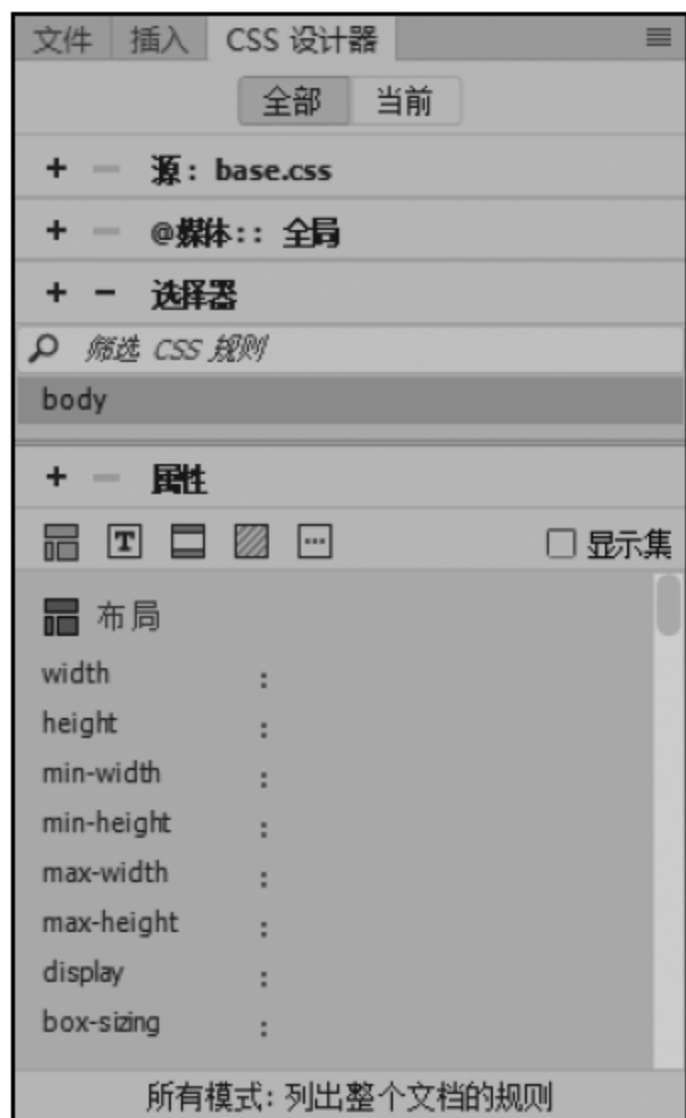 文件 插入 CSS 设计器
全部 当前
+ － 源: base.css
+ － @媒体:: 全局
+ － 选择器
筛选 CSS 规则
body
+ － 属性
T 显示集
布局
width :
height :
min-width :
min-height :
max-width :
max-height :
display :
box-sizing :
所有模式: 列出整个文档的规则